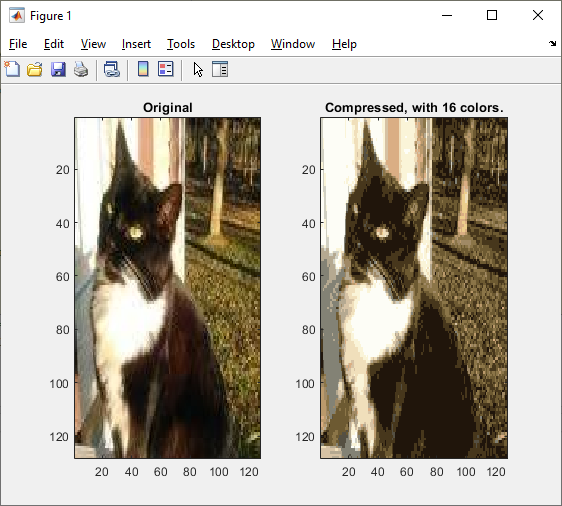 Figure 1
File Edit View Insert Tools Desktop Window Help
Original
20
40
60
80
100
120
20 40 60 80 100 120
Compressed, with 16 colors.
20
40
60
80
100
120
20 40 60 80 100 120